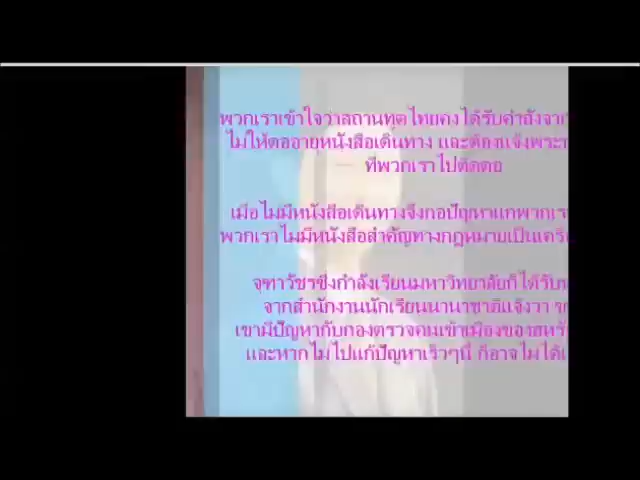 พวกเราเข้าใจว่าสถานทูตไทยคงได้รับคำสั่งจาก
ไม่ให้ต่ออายุหนังสือเดินทาง และต้องแจ้งพระ
ที่พวกเราไปติดต่อ
เมื่อไม่มีหนังสือเดินทางจึงก่อปัญหาแก่พวกเรา
พวกเราไม่มีหนังสือสำคัญทางกฎหมายเป็นเครื่
จุฑาวัชรซึ่งกำลังเรียนมหาวิทยาลัยก็ได้รับ
จากสำนักงานนักเรียนนานาชาติแจ้งว่า
เขามีปัญหากับกองตรวจคนเข้าเมืองของสหรั
และหากไม่ไปแก้ปัญหาเร็วๆนี้ ก็อาจไม่ได้